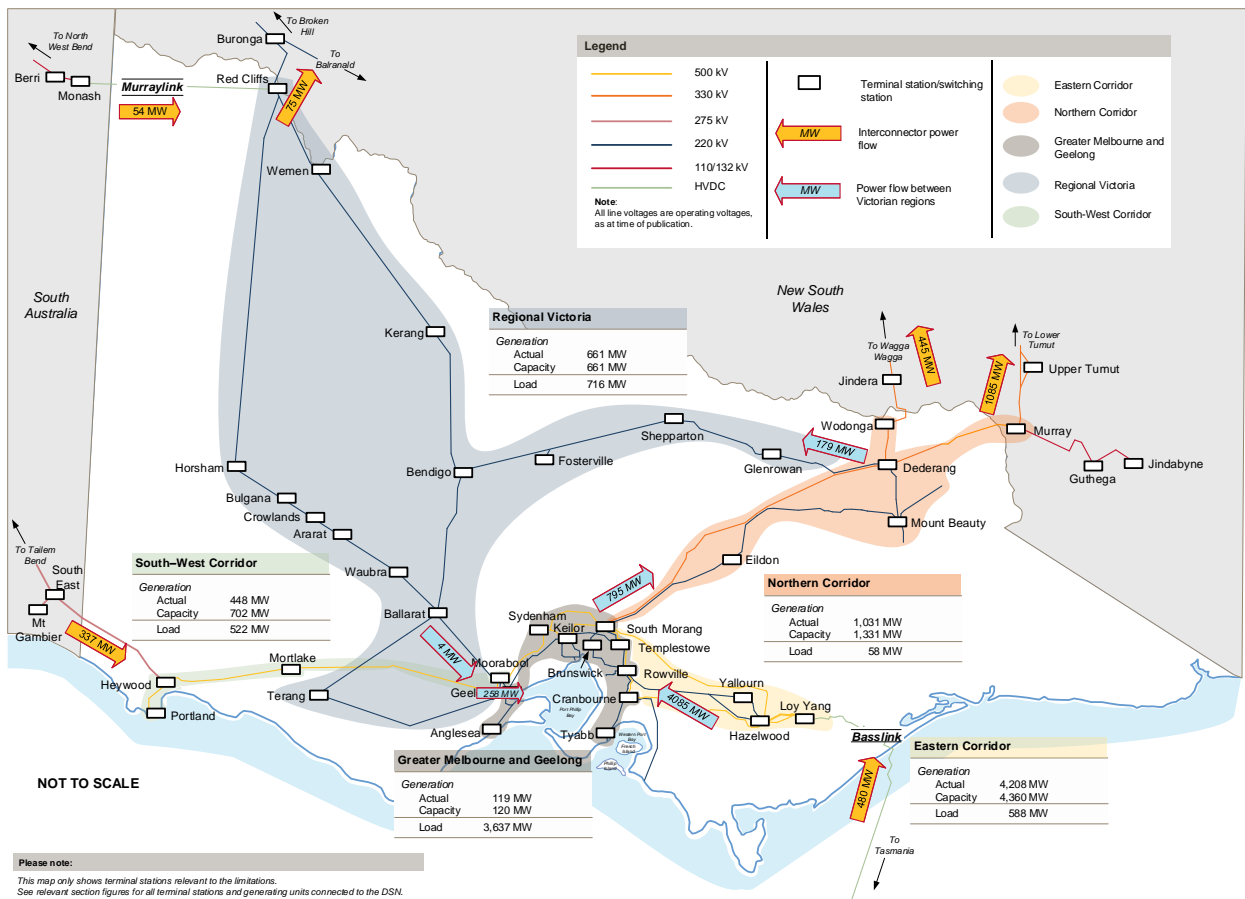 To Broken
Hill
To North
West Bend
Buronga
To
Balranald
Berri
Monash
Murraylink
54 MW
Red Cliffs
75 MW
Wemen
Legend
500 kV
330 kV
275 kV
220 kV
110/132 kV
HVDC
Note:
All line voltages are operating voltages,
as at time of publication.
Terminal station/switching
station
MW
Interconnector power
flow
MW
Power flow between
Victorian regions
Eastern Corridor
Northern Corridor
Greater Melbourne and
Geelong
Regional Victoria
South-West Corridor
South
Australia
New South
Wales
Kerang
Regional Victoria
Generation
Actual 661 MW
Capacity 661 MW
Load 716 MW
To Wagga
Wagga
445 MW
To Lower
Tumut
1085 MW
Jindera
Upper Tumut
Wodonga
Murray
Shepparton
179 MW
Horsham
Bendigo
Fosterville
Glenrowan
Dederang
Guthega
Jindabyne
Bulgana
Crowlands
Ararat
Mount Beauty
To Tailem
Bend
South
East
Mt
Gambier
337 MW
South–West Corridor
Generation
Actual 448 MW
Capacity 702 MW
Load 522 MW
Waubra
Eildon
Ballarat
795 MW
Northern Corridor
Generation
Actual 1,031 MW
Capacity 1,331 MW
Load 58 MW
Sydenham
Keilor
South Morang
Templestowe
4 MW
Mortlake
Moorabool
Brunswick
Rowville
Heywood
Terang
Geel
258 MW
Cranbourne
4085 MW
Yallourn
Loy Yang
Portland
Port Phillip
Bay
Hazelwood
Anglesea
Tyabb
Western Port
Bay
French
Island
Phillip
Island
Basslink
480 MW
Greater Melbourne and Geelong
Generation
Actual 119 MW
Capacity 120 MW
Load 3,637 MW
Eastern Corridor
Generation
Actual 4,208 MW
Capacity 4,360 MW
Load 588 MW
NOT TO SCALE
To
Tasmania
Please note:
This map only shows terminal stations relevant to the limitations.
See relevant section figures for all terminal stations and generating units connected to the DSN.